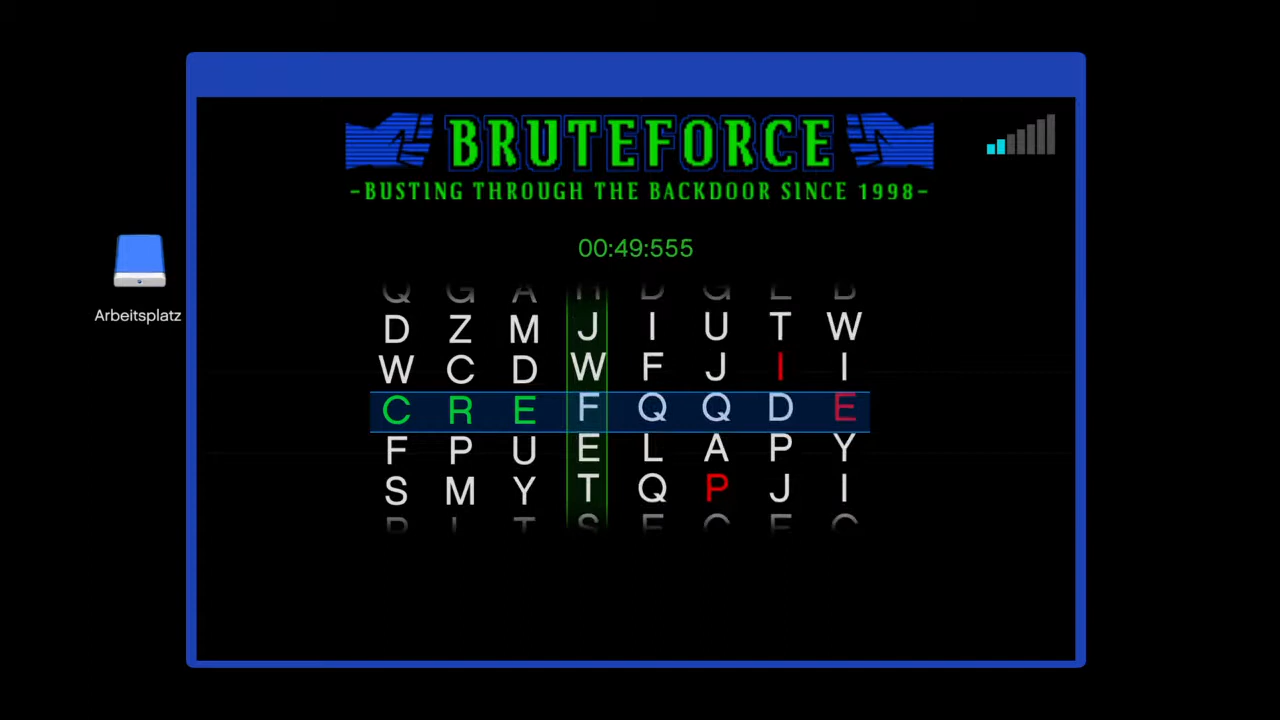 BRUTEFORCE
-BUSTING THROUGH THE BACKDOOR SINCE 1998-
00:49:555
D Z M J I U T W
W C D W F J I I
C R E F Q Q D E
F P U E L A P Y
S M Y T Q P J I
Arbeitsplatz